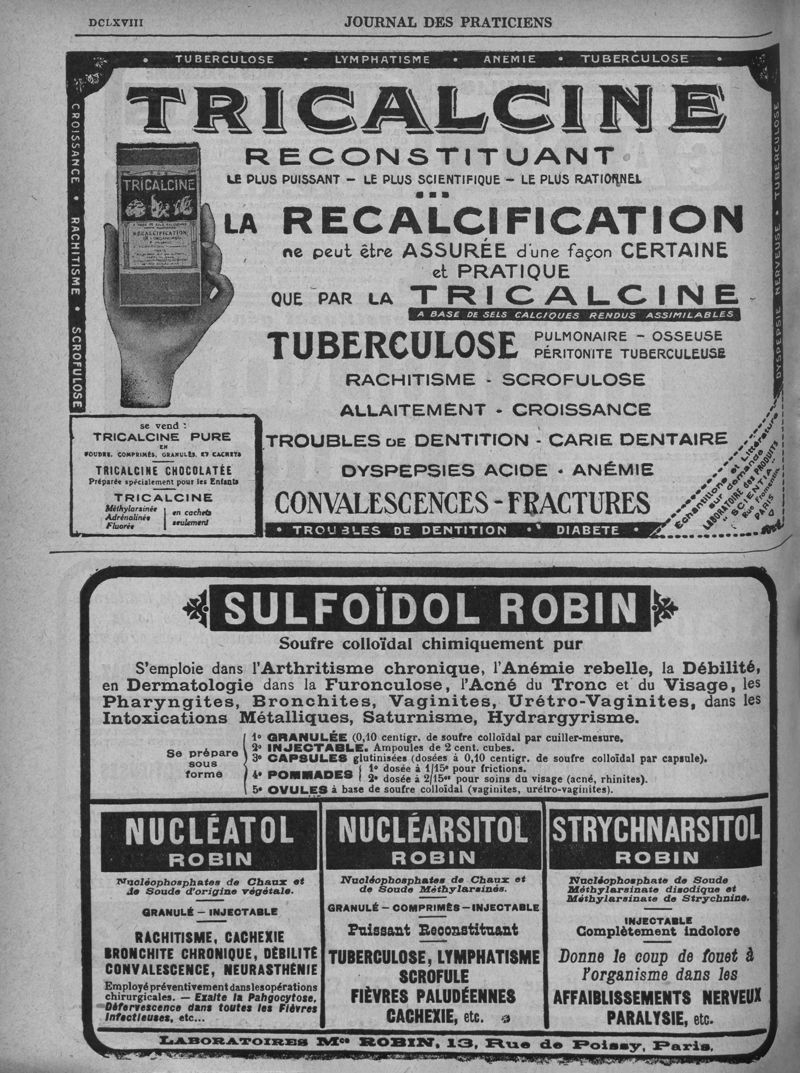 DCLXVIII
JOURNAL DES PRATICIENS
• TUBERCULOSE • LYMPHATISME • ANEMIE • TUBERCULOSE •
CROISSANCE • RACHITISME • SCROFULOSE
TUBERCULOSE • DYSPEPSIE NERVEUSE
TRICALCINE
RECONSTITUANT
LE PLUS PUISSANT – LE PLUS SCIENTIFIQUE – LE PLUS RATIONNEL
TRICALCINE
RECALCIFICATION
LA RECALCIFICATION
ne peut être ASSURÉE d'une façon CERTAINE
et PRATIQUE
QUE PAR LA TRICALCINE
A BASE DE SELS CALCIQUES RENDUS ASSIMILABLES
TUBERCULOSE PULMONAIRE – OSSEUSE
PÉRITONITE TUBERCULEUSE
RACHITISME - SCROFULOSE
ALLAITEMENT - CROISSANCE
TROUBLES DE DENTITION - CARIE DENTAIRE
DYSPEPSIES ACIDE - ANÉMIE
CONVALESCENCES - FRACTURES
• TROUBLES DE DENTITION • DIABETE •
se vend :
TRICALCINE PURE
EN
POUDRE, COMPRIMÉS, GRANULÉS, ET CACHETS
TRICALCINE CHOCOLATÉE
Préparée spécialement pour les Enfants
TRICALCINE
Méthylarsinée
Adrénalinée
Fluorée
en cachets
seulement
Échantillons et Littérature
sur demande
LABORATOIRE des PRODUITS
"SCIENTIA"
Rue Fromentin
PARIS
SULFOÏDOL ROBIN
Soufre colloïdal chimiquement pur
S'emploie dans l'Arthritisme chronique, l'Anémie rebelle, la Débilité,
en Dermatologie dans la Furonculose, l'Acné du Tronc et du Visage, les
Pharyngites, Bronchites, Vaginites, Urétro-Vaginites, dans les
Intoxications Métalliques, Saturnisme, Hydrargyrisme.
Se prépare
sous
forme
1º GRANULÉE (0,10 centigr. de soufre colloïdal par cuiller-mesure.
2º INJECTABLE. Ampoules de 2 cent. cubes.
3º CAPSULES glutinisées (dosées à 0,10 centigr. de soufre colloïdal par capsule).
4º POMMADES
1º dosée à 1/15º pour frictions.
2º dosée à 2/15º pour soins du visage (acné, rhinites).
5º OVULES à base de soufre colloïdal (vaginites, urétro-vaginites).
NUCLÉATOL
ROBIN
Nucléophosphates de Chaux et
de Soude d'origine végétale.
GRANULÉ – INJECTABLE
RACHITISME, CACHEXIE
BRONCHITE CHRONIQUE, DÉBILITÉ
CONVALESCENCE, NEURASTHÉNIE
Employé préventivement dans les opérations
chirurgicales. – Exalte la Pahgocytose,
Défervescence dans toutes les Fièvres
infectieuses, etc...
NUCLÉARSITOL
ROBIN
Nucléophosphates de Chaux et
de Soude Méthylarsinés.
GRANULÉ – COMPRIMÉS – INJECTABLE
Puissant Reconstituant
TUBERCULOSE, LYMPHATISME
SCROFULE
FIÈVRES PALUDÉENNES
CACHEXIE, etc.
STRYCHNARSITOL
ROBIN
Nucléophosphate de Soude
Méthylarsinate disodique et
Méthylarsinate de Strychnine.
INJECTABLE
Complètement indolore
Donne le coup de fouet à
l'organisme dans les
AFFAIBLISSEMENTS NERVEUX
PARALYSIE, etc.
LABORATOIRES Mce ROBIN, 13, Rue de Poissy, Paris.